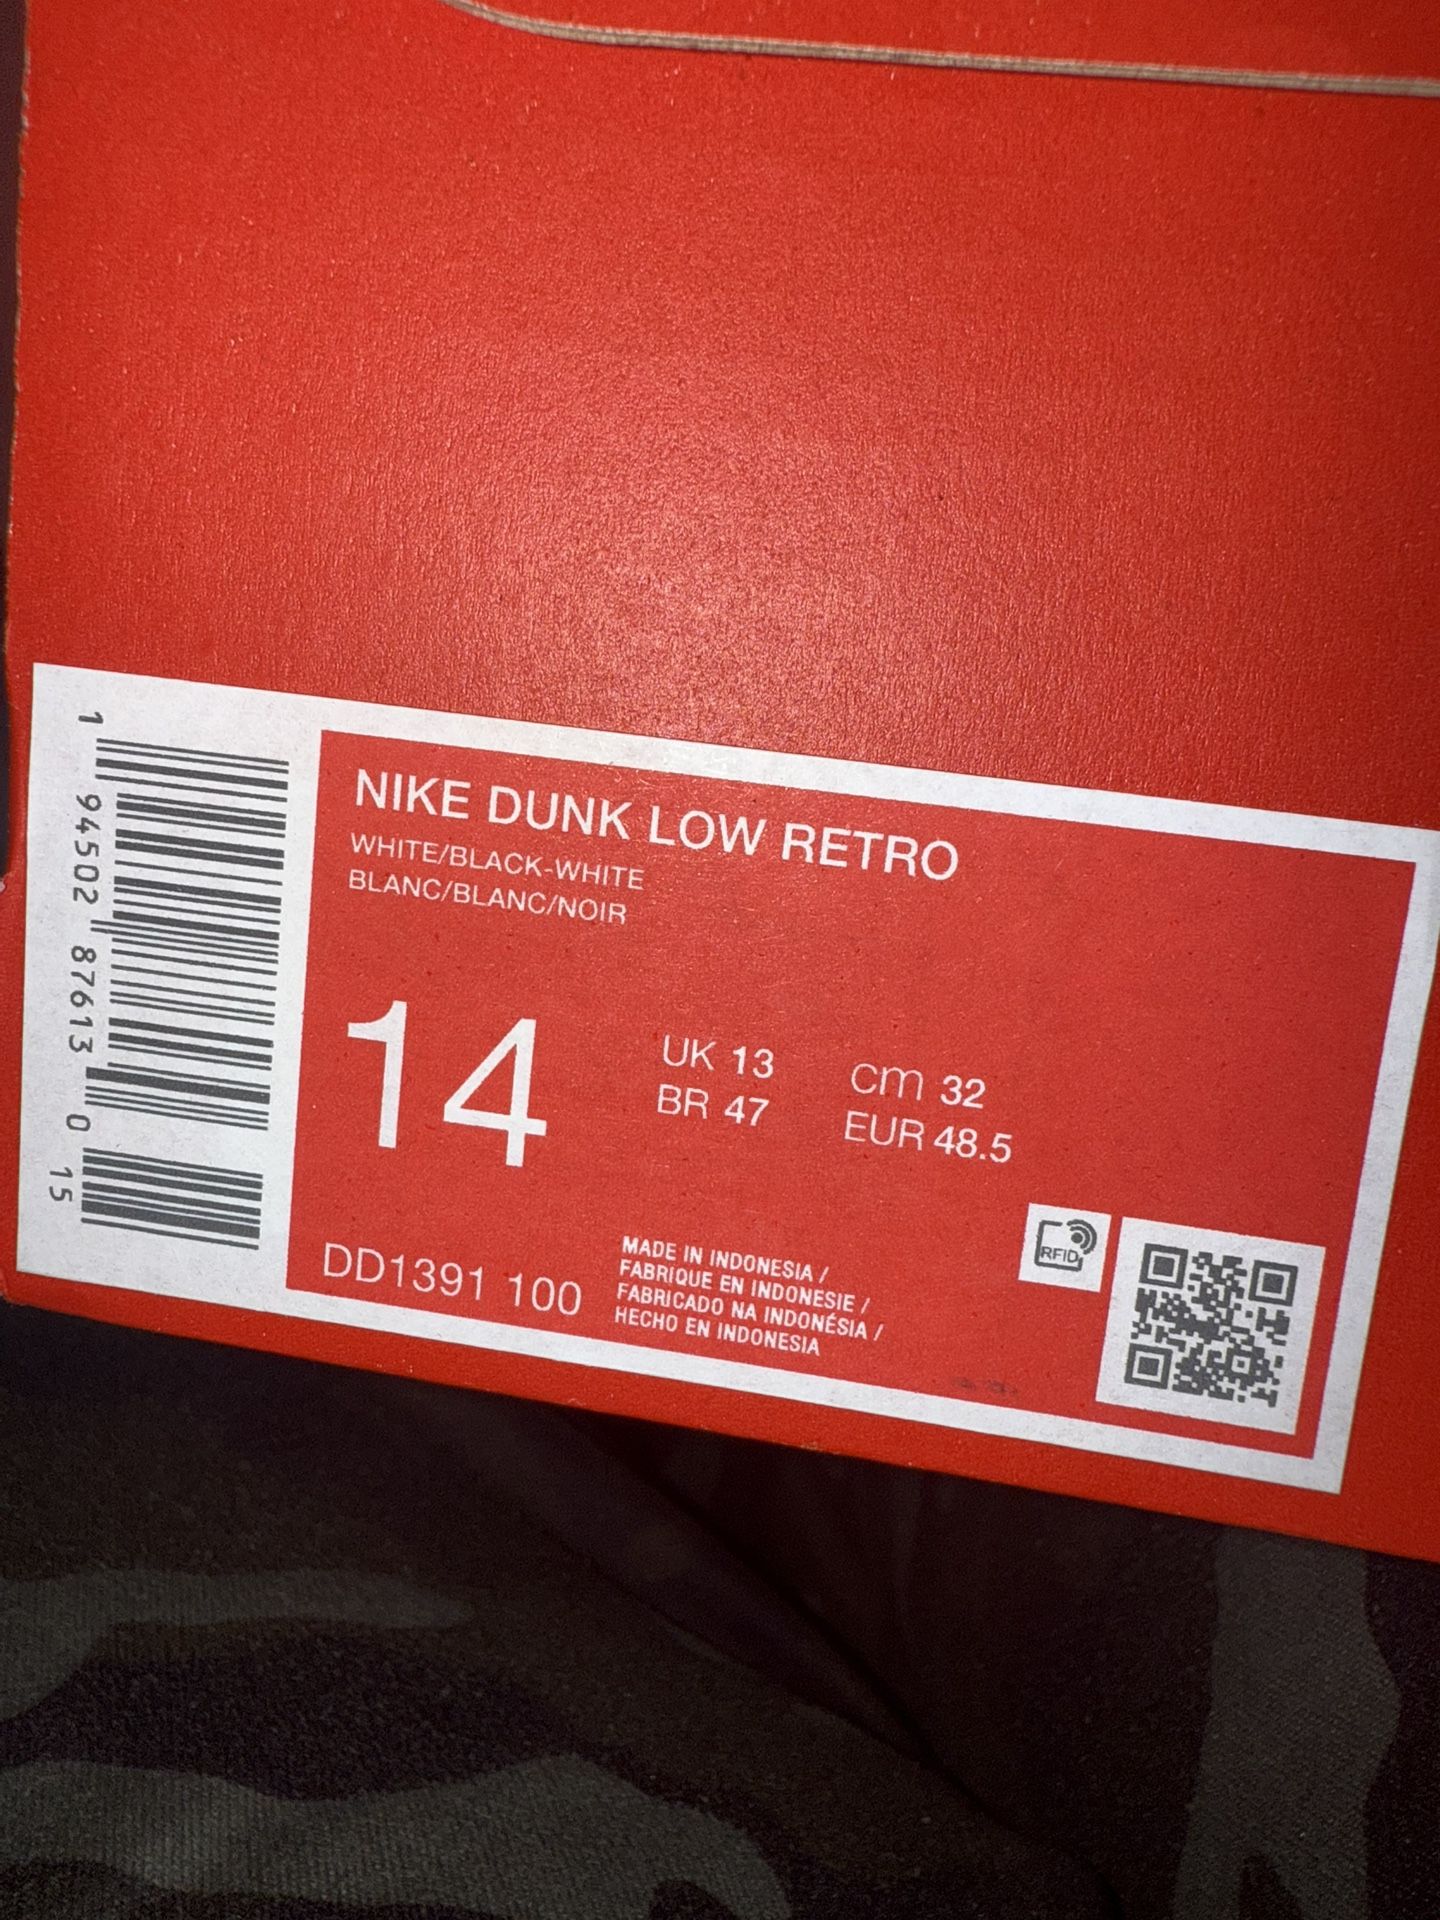 NIKE DUNK LOW RETRO
WHITE/BLACK-WHITE
BLANC/BLANC/NOIR
14
UK 13
cm 32
BR 47
EUR 48.5
DD1391 100
MADE IN INDONESIA /
FABRIQUE EN INDONESIE /
FABRICADO NA INDONÉSIA /
HECHO EN INDONESIA
RFID
1 94502 87613 0 15